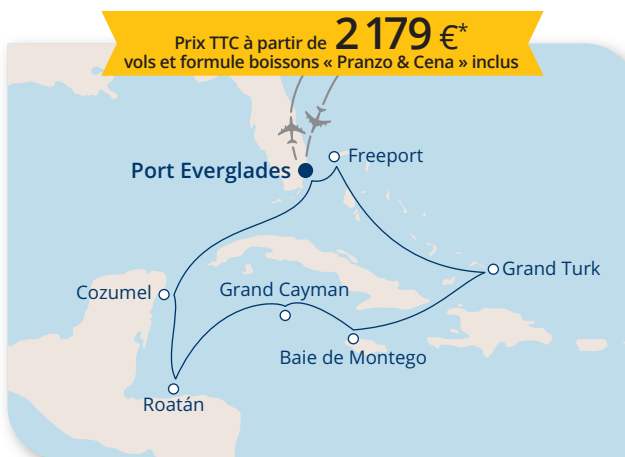 Prix TTC à partir de 2 179 €*
vols et formule boissons « Pranzo & Cena » inclus
Freeport
Port Everglades
Grand Turk
Cozumel
Grand Cayman
Baie de Montego
Roatán